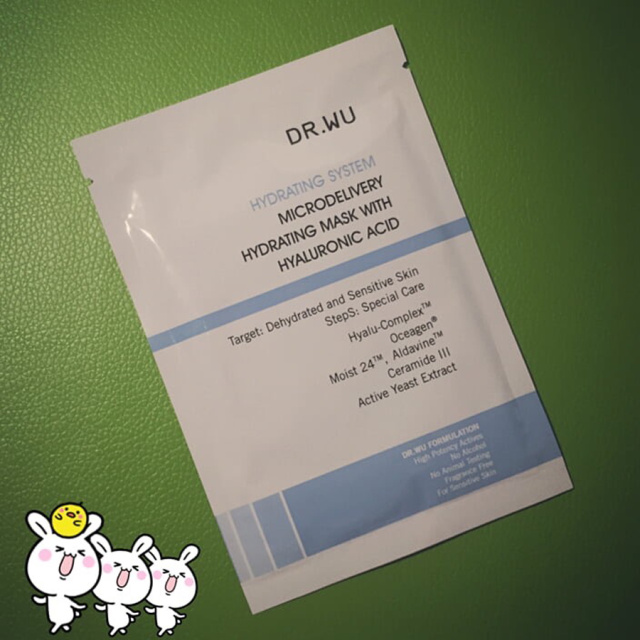 DR.WU
HYDRATING SYSTEM
MICRODELIVERY
HYDRATING MASK WITH
HYALURONIC ACID
Target: Dehydrated and Sensitive Skin
StepS: Special Care
Hyalu-Complex™
Oceagen®
Moist 24™, Aldavine™
Ceramide III
Active Yeast Extract
DR.WU FORMULATION
High Potency Actives
No Alcohol
No Animal Testing
Fragrance Free
For Sensitive Skin